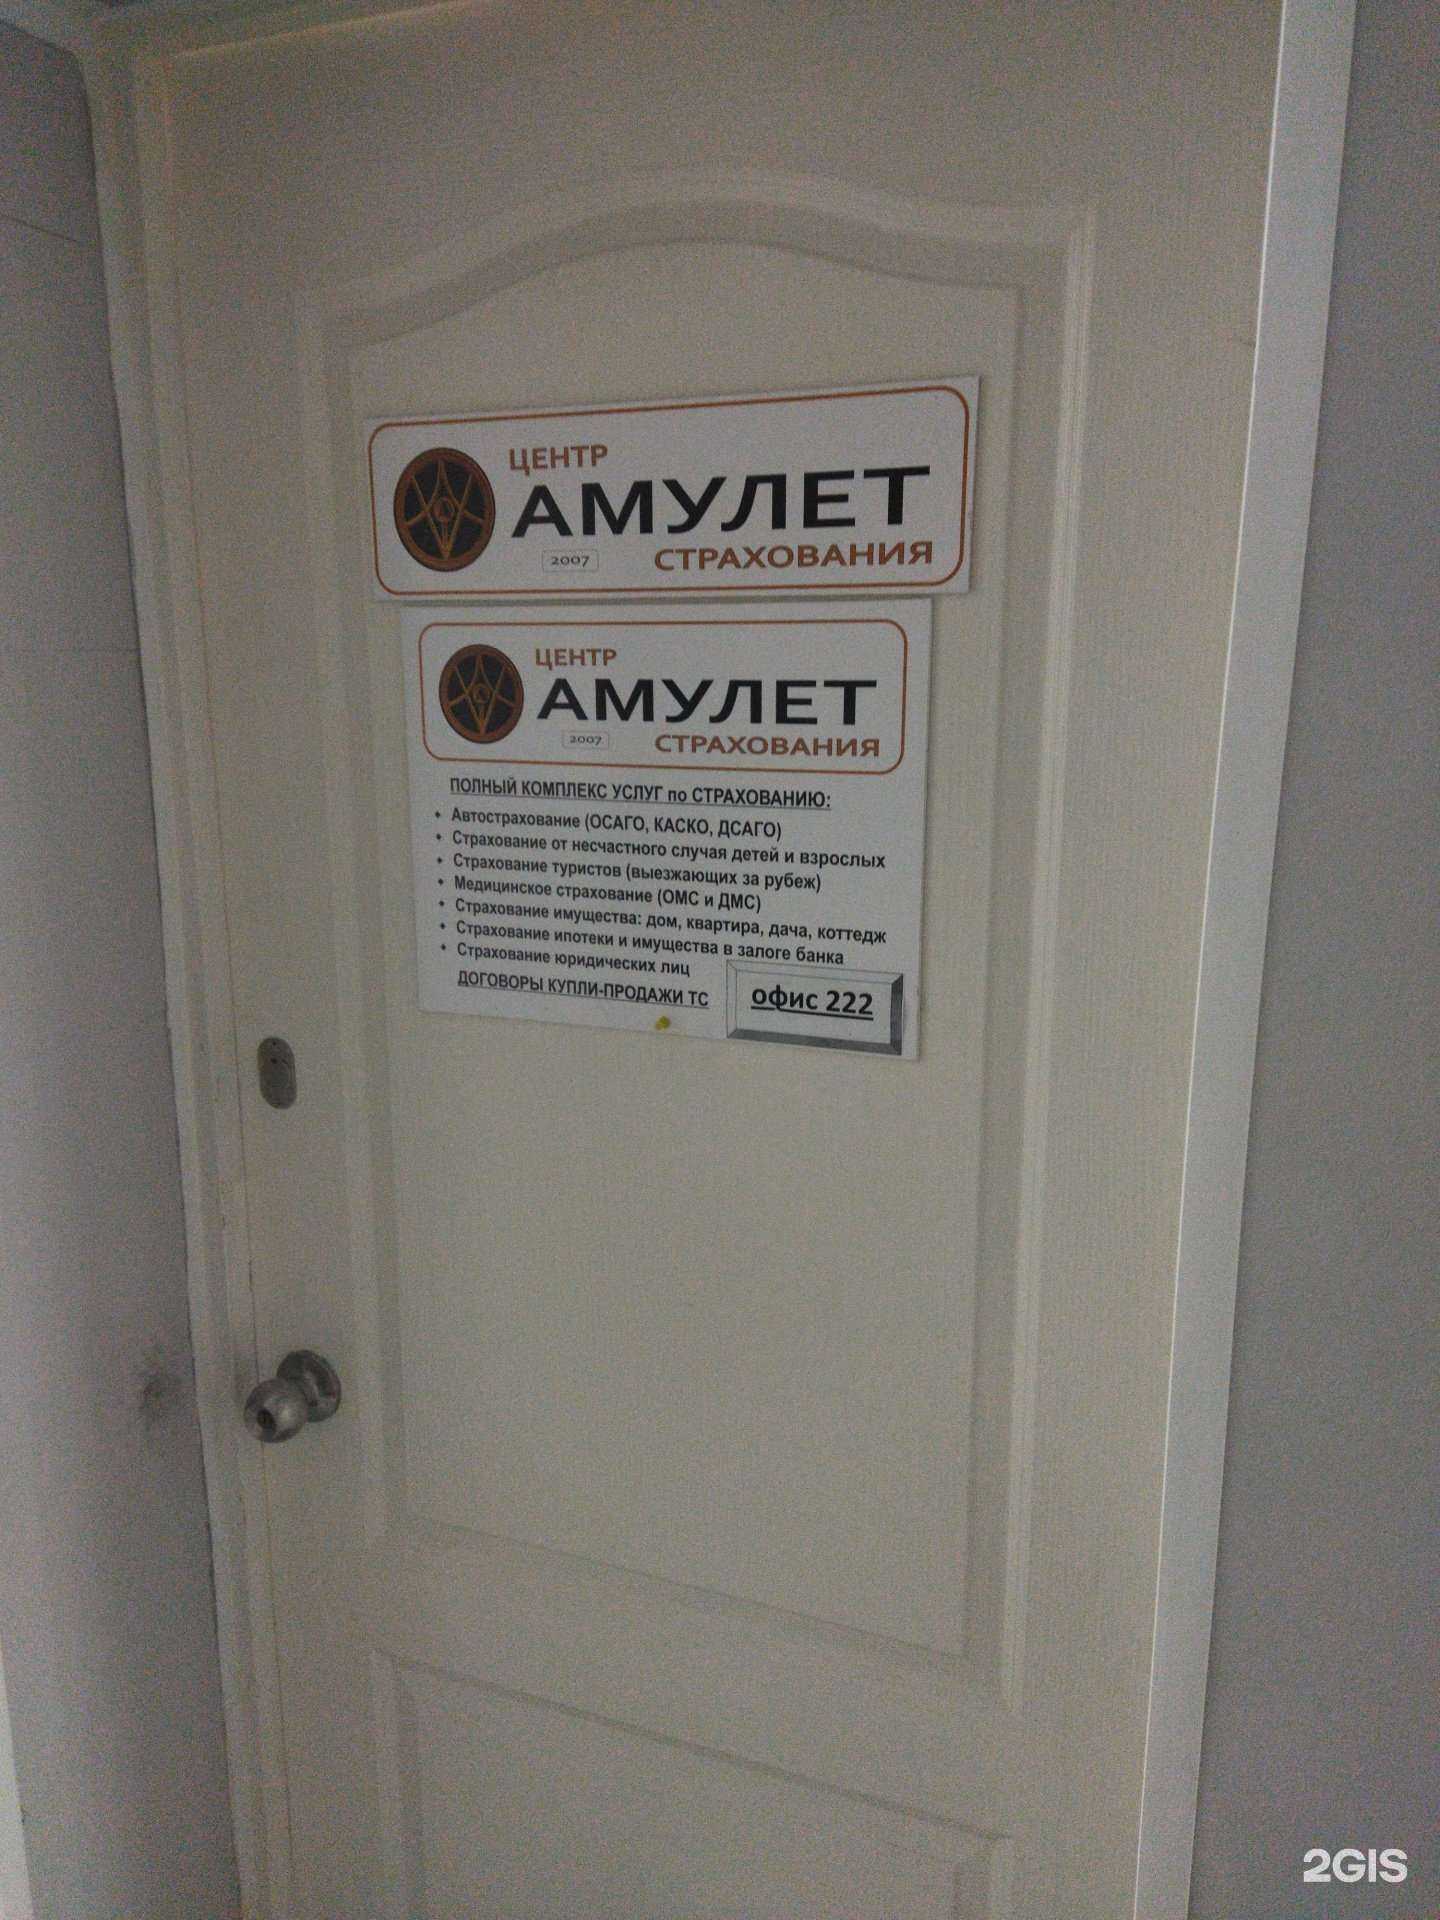 ЦЕНТР
АМУЛЕТ
2007 СТРАХОВАНИЯ
ЦЕНТР
АМУЛЕТ
2007 СТРАХОВАНИЯ
ПОЛНЫЙ КОМПЛЕКС УСЛУГ по СТРАХОВАНИЮ:
• Автострахование (ОСАГО, КАСКО, ДСАГО)
• Страхование от несчастного случая детей и взрослых
• Страхование туристов (выезжающих за рубеж)
• Медицинское страхование (ОМС и ДМС)
• Страхование имущества: дом, квартира, дача, коттедж
• Страхование ипотеки и имущества в залоге банка
• Страхование юридических лиц
ДОГОВОРЫ КУПЛИ-ПРОДАЖИ ТС
офис 222
2GIS